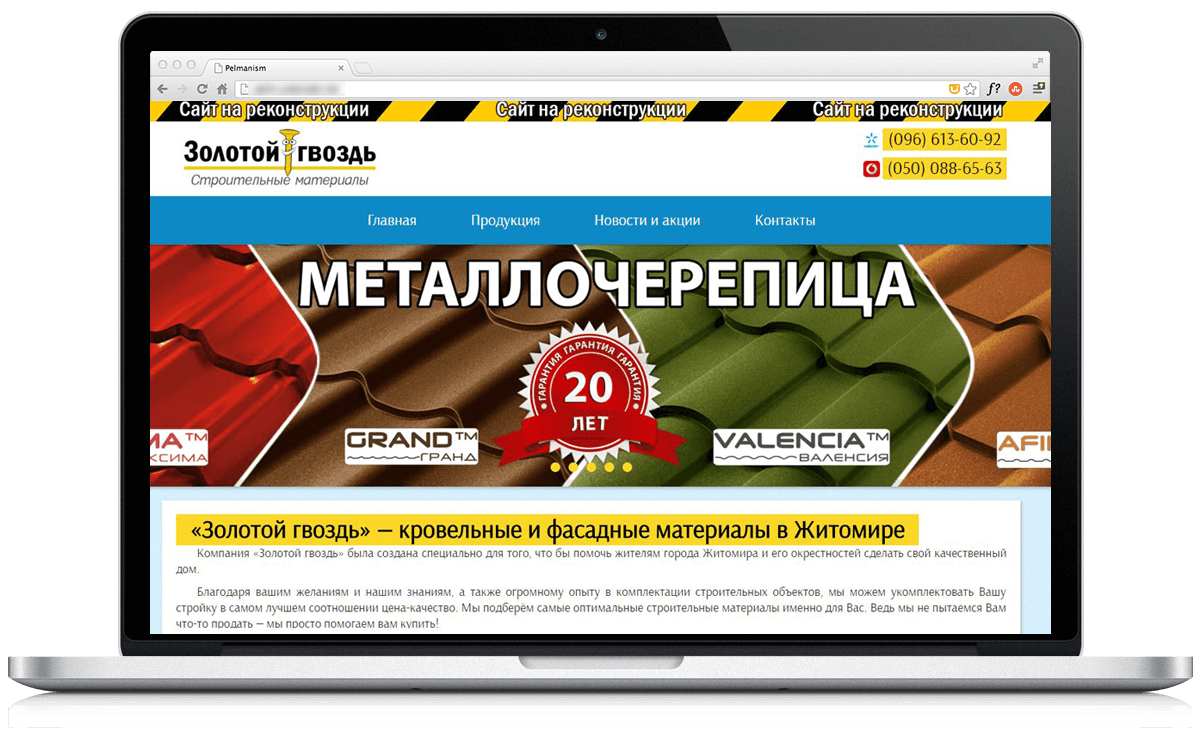 Pelmanism
f?
Сайт на реконструкции Сайт на реконструкции Сайт на реконструкции
Золотой гвоздь
Строительные материалы
(096) 613-60-92
(050) 088-65-63
Главная Продукция Новости и акции Контакты
МЕТАЛЛОЧЕРЕПИЦА
ГАРАНТИЯ ГАРАНТИЯ ГАРАНТИЯ
20
ЛЕТ
MA™
КСИМА
GRAND™
ГРАНД
VALENCIA™
ВАЛЕНСИЯ
AFI
«Золотой гвоздь» — кровельные и фасадные материалы в Житомире
Компания «Золотой гвоздь» была создана специально для того, что бы помочь жителям города Житомира и его окрестностей сделать свой качественный
дом.
Благодаря вашим желаниям и нашим знаниям, а также огромному опыту в комплектации строительных объектов, мы можем укомплектовать Вашу
стройку в самом лучшем соотношении цена-качество. Мы подберём самые оптимальные строительные материалы именно для Вас. Ведь мы не пытаемся Вам
что-то продать — мы просто помогаем вам купить!